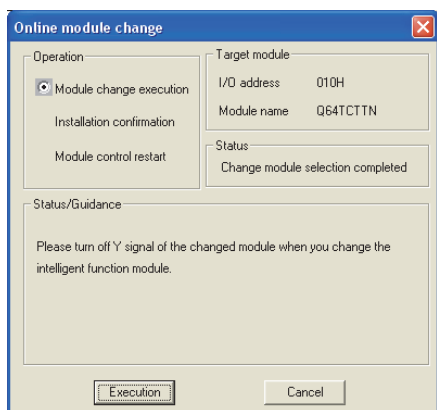 Online module change
Operation
Module change execution
Installation confirmation
Module control restart
Target module
I/O address 010H
Module name Q64TCTTN
Status
Change module selection completed
Status/Guidance
Please turn off Y signal of the changed module when you change the
intelligent function module.
Execution Cancel